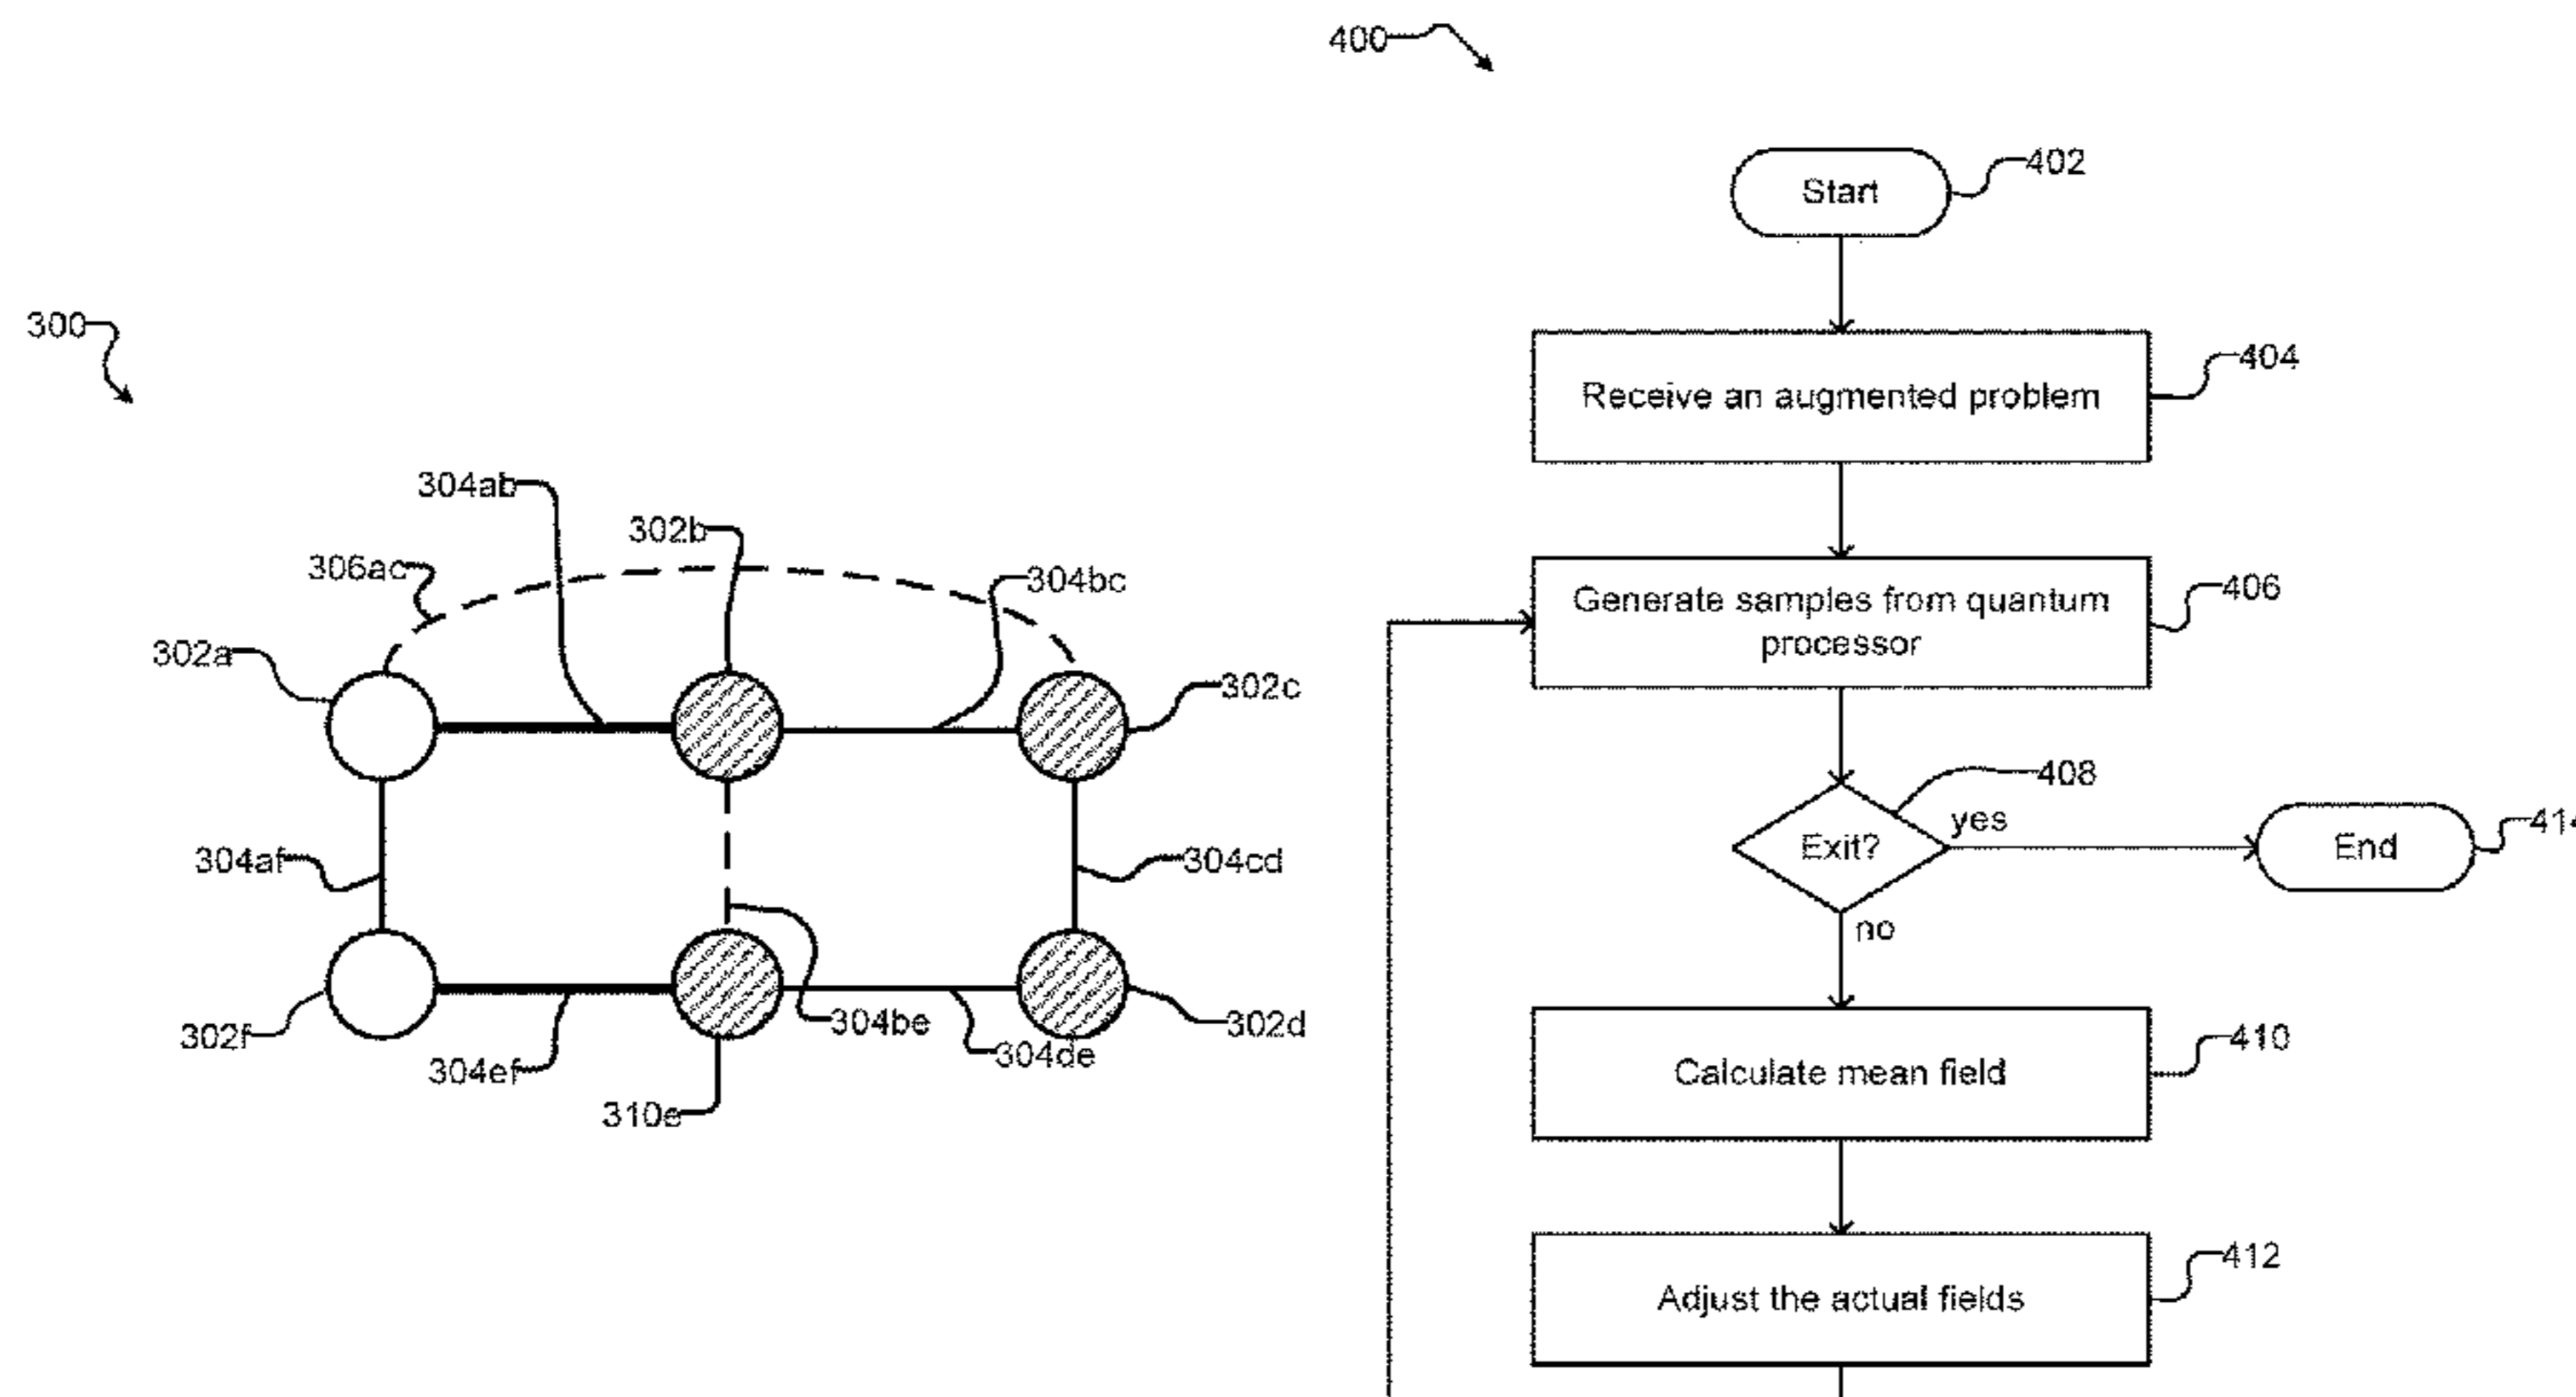 300
304ab
302b
306ac
304bc
302a
302c
304af
304cd
302f
304be
302d
304ef
304de
310e
400
Start
402
Receive an augmented problem
404
Generate samples from quantum
processor
406
408
Exit?
yes
End
no
Calculate mean field
410
Adjust the actual fields
412